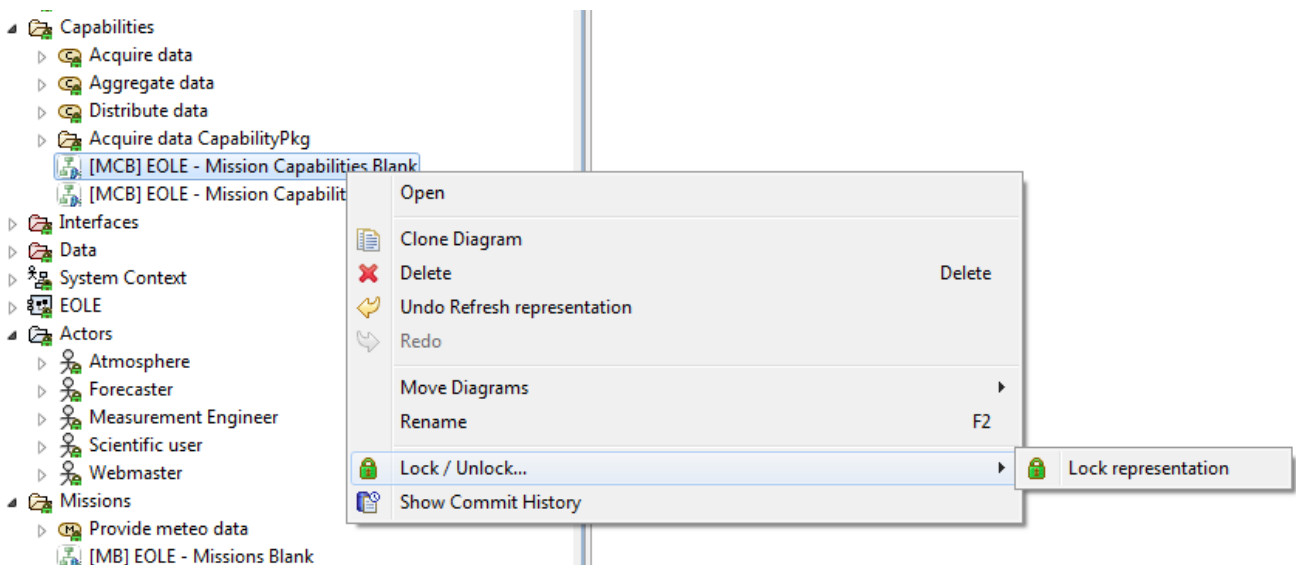 Capabilities
Acquire data
Aggregate data
Distribute data
Acquire data CapabilityPkg
[MCB] EOLE - Mission Capabilities Blank
[MCB] EOLE - Mission Capabilit
Interfaces
Data
System Context
EOLE
Actors
Atmosphere
Forecaster
Measurement Engineer
Scientific user
Webmaster
Missions
Provide meteo data
[MB] EOLE - Missions Blank
Open
Clone Diagram
Delete Delete
Undo Refresh representation
Redo
Move Diagrams
Rename F2
Lock / Unlock...
Show Commit History
Lock representation